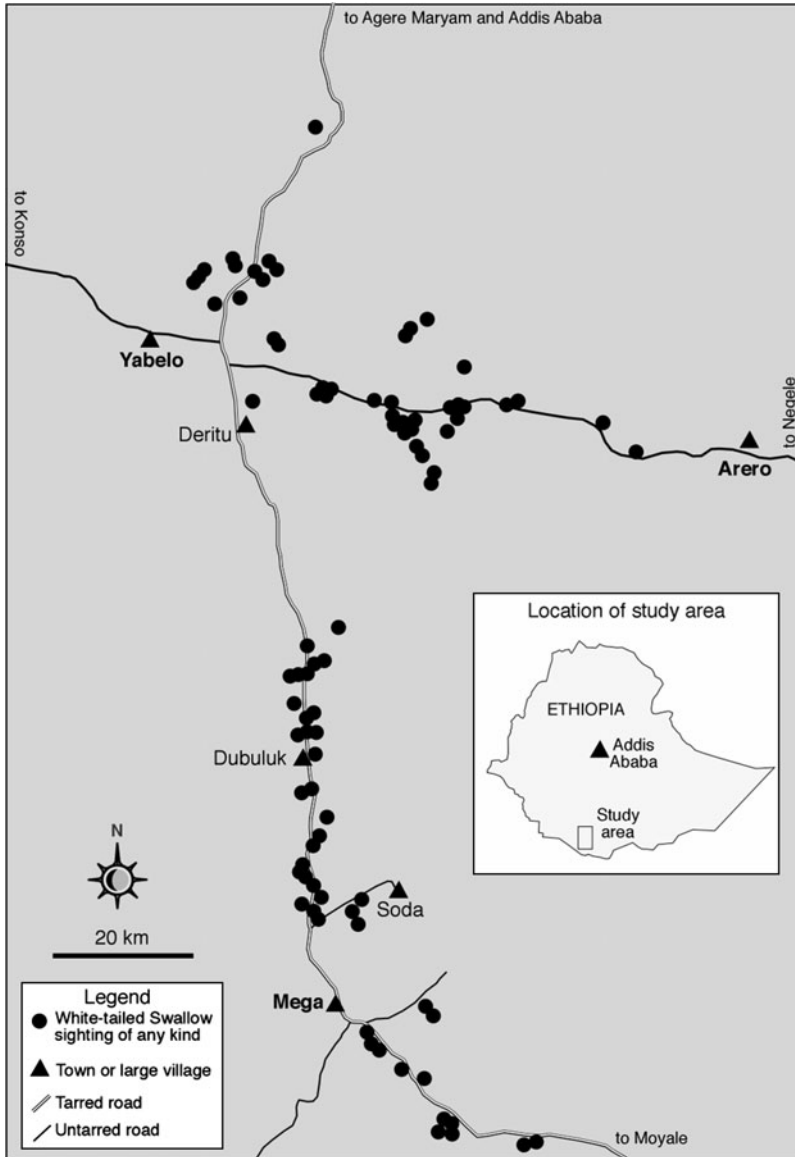 to Agere Maryam and Addis Ababa
to Konso
Yabelo
Deritu
to Negele
Arero
Location of study area
ETHIOPIA
Addis
Ababa
Study
area
Dubuluk
N
Soda
20 km
Mega
Legend
White-tailed Swallow
sighting of any kind
Town or large village
Tarred road
Untarred road
to Moyale